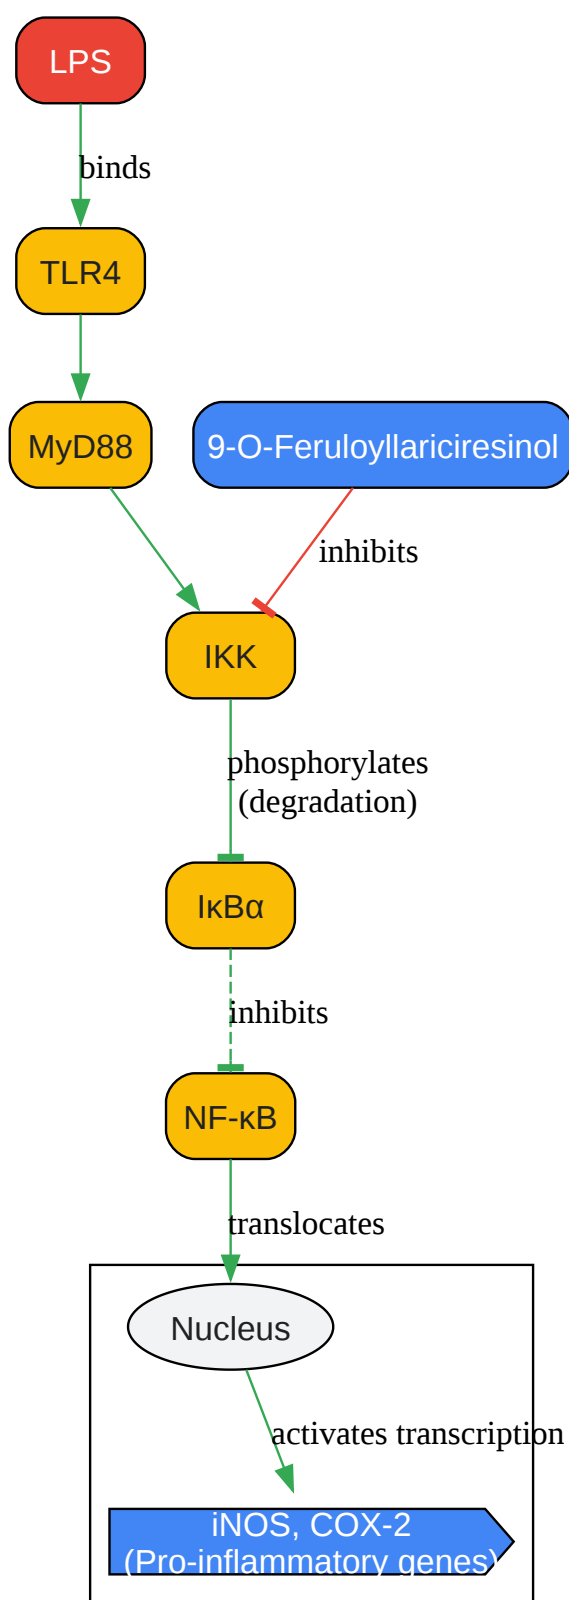 LPS
binds
TLR4
MyD88
9-O-Feruloyllariciresinol
inhibits
IKK
phosphorylates
(degradation)
IκBα
inhibits
NF-κB
translocates
Nucleus
activates transcription
iNOS, COX-2
(Pro-inflammatory genes)